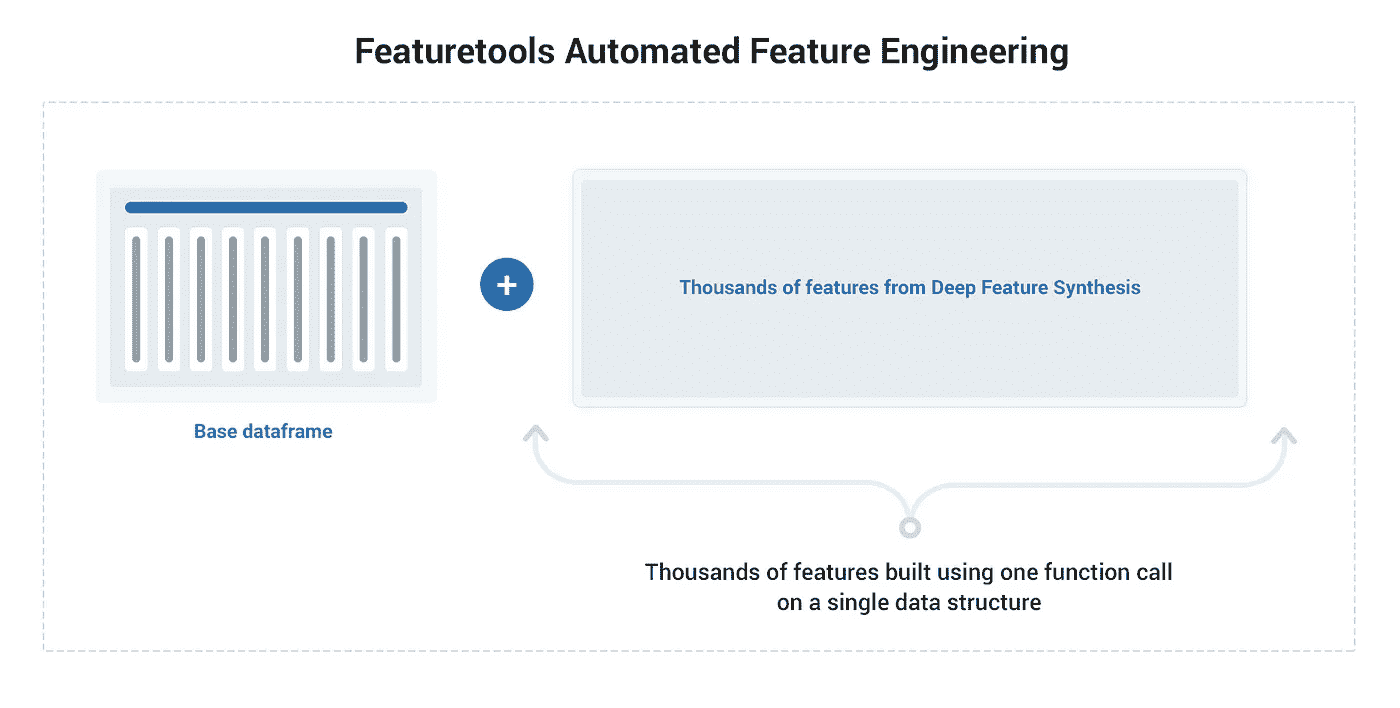 Featuretools Automated Feature Engineering
Thousands of features from Deep Feature Synthesis
Base dataframe
Thousands of features built using one function call
on a single data structure